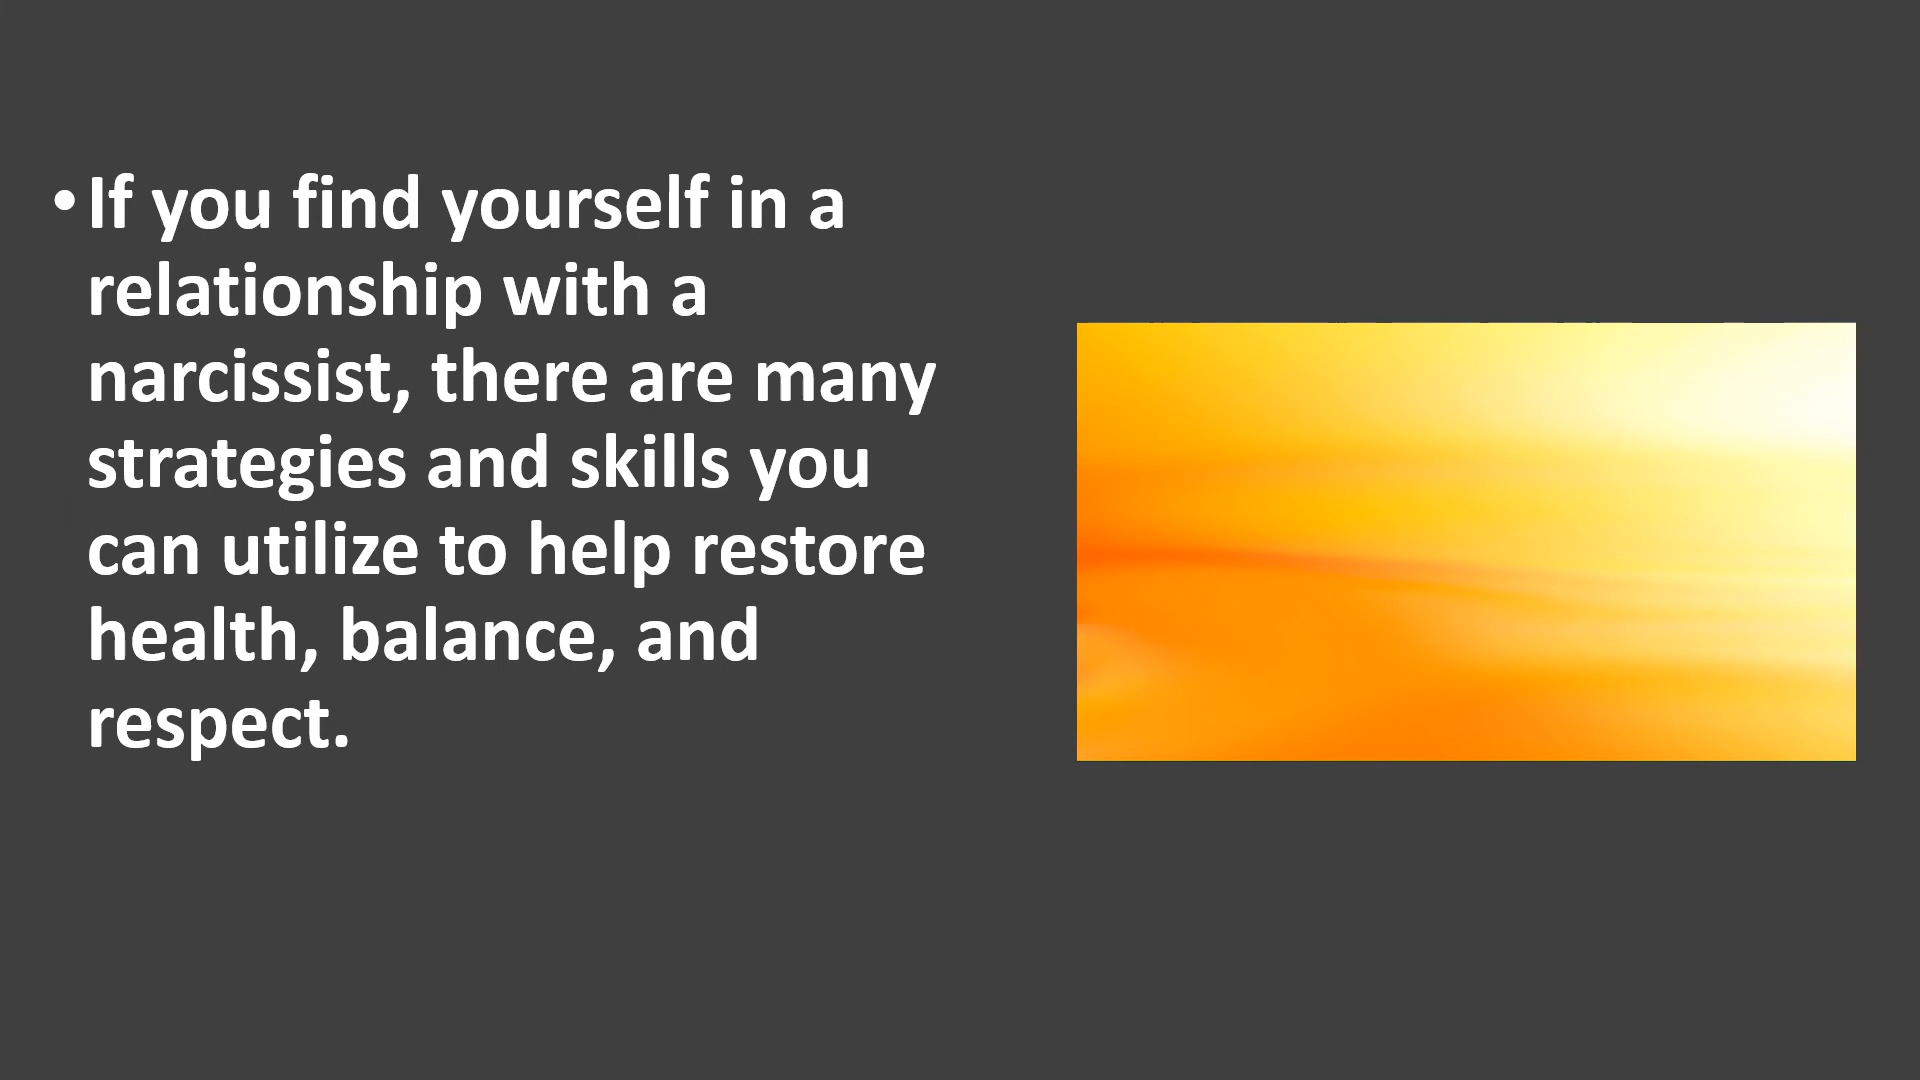 • If you find yourself in a
relationship with a
narcissist, there are many
strategies and skills you
can utilize to help restore
health, balance, and
respect.